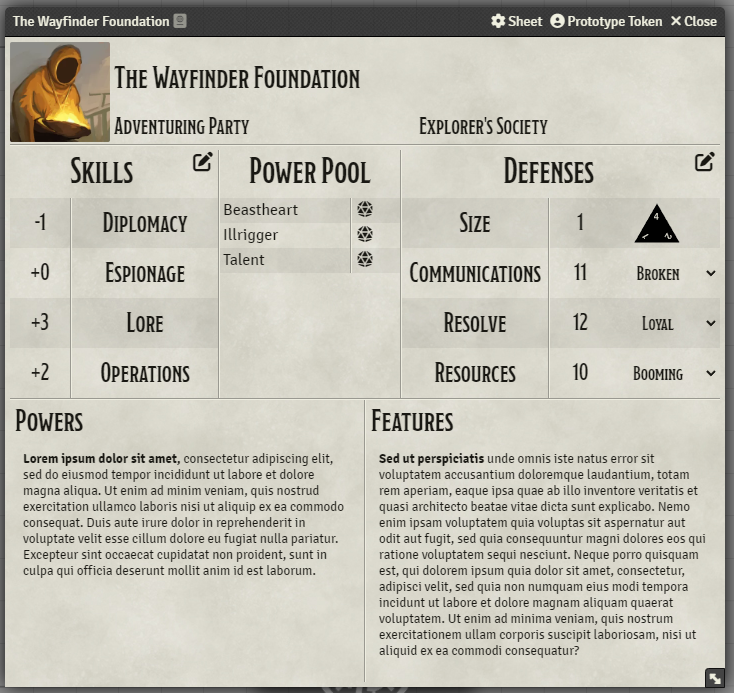 The Wayfinder Foundation
Sheet Prototype Token Close
The Wayfinder Foundation
Adventuring Party
Explorer's Society
Skills
-1 Diplomacy
+0 Espionage
+3 Lore
+2 Operations
Power Pool
Beastheart
Illrigger
Talent
Defenses
Size 1 4 1 2
Communications 11 Broken
Resolve 12 Loyal
Resources 10 Booming
Powers
Lorem ipsum dolor sit amet, consectetur adipiscing elit,
sed do eiusmod tempor incididunt ut labore et dolore
magna aliqua. Ut enim ad minim veniam, quis nostrud
exercitation ullamco laboris nisi ut aliquip ex ea commodo
consequat. Duis aute irure dolor in reprehenderit in
voluptate velit esse cillum dolore eu fugiat nulla pariatur.
Excepteur sint occaecat cupidatat non proident, sunt in
culpa qui officia deserunt mollit anim id est laborum.
Features
Sed ut perspiciatis unde omnis iste natus error sit
voluptatem accusantium doloremque laudantium, totam
rem aperiam, eaque ipsa quae ab illo inventore veritatis et
quasi architecto beatae vitae dicta sunt explicabo. Nemo
enim ipsam voluptatem quia voluptas sit aspernatur aut
odit aut fugit, sed quia consequuntur magni dolores eos qui
ratione voluptatem sequi nesciunt. Neque porro quisquam
est, qui dolorem ipsum quia dolor sit amet, consectetur,
adipisci velit, sed quia non numquam eius modi tempora
incidunt ut labore et dolore magnam aliquam quaerat
voluptatem. Ut enim ad minima veniam, quis nostrum
exercitationem ullam corporis suscipit laboriosam, nisi ut
aliquid ex ea commodi consequatur?